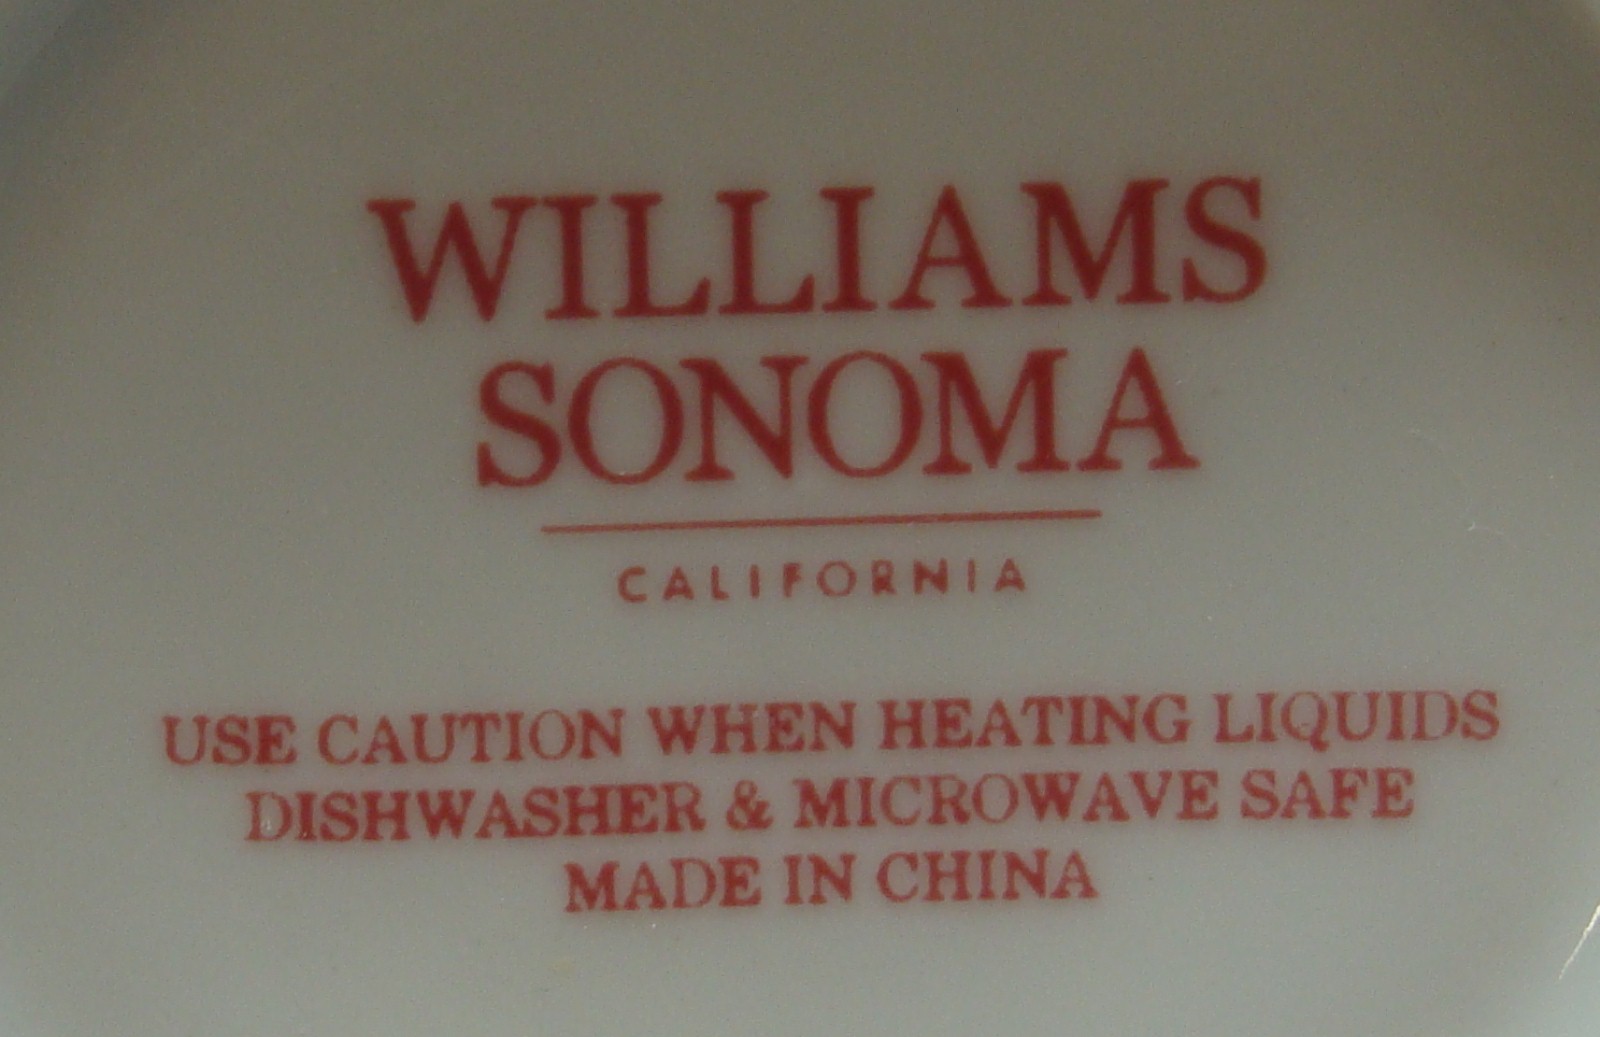 WILLIAMS
SONOMA
CALIFORNIA
USE CAUTION WHEN HEATING LIQUIDS
DISHWASHER & MICROWAVE SAFE
MADE IN CHINA